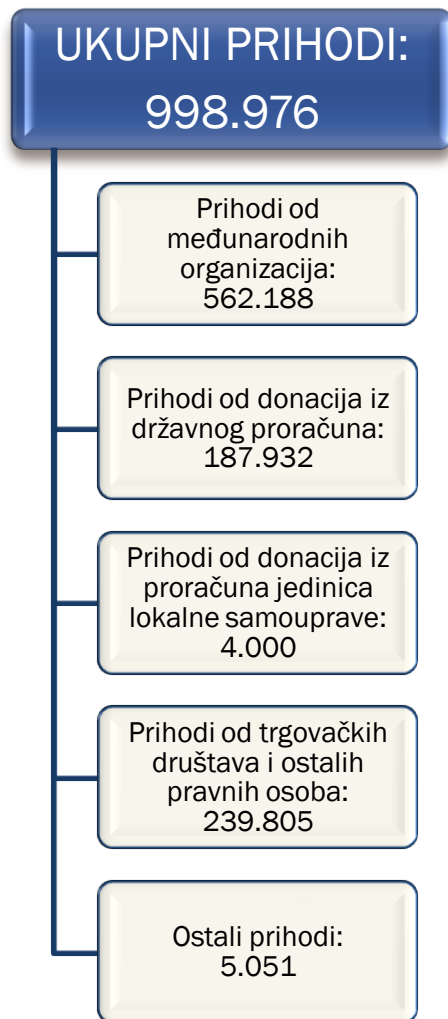 UKUPNI PRIHODI:
998.976
Prihodi od
međunarodnih
organizacija:
562.188
Prihodi od donacija iz
državnog proračuna:
187.932
Prihodi od donacija iz
proračuna jedinica
lokalne samouprave:
4.000
Prihodi od trgovačkih
društava i ostalih
pravnih osoba:
239.805
Ostali prihodi:
5.051